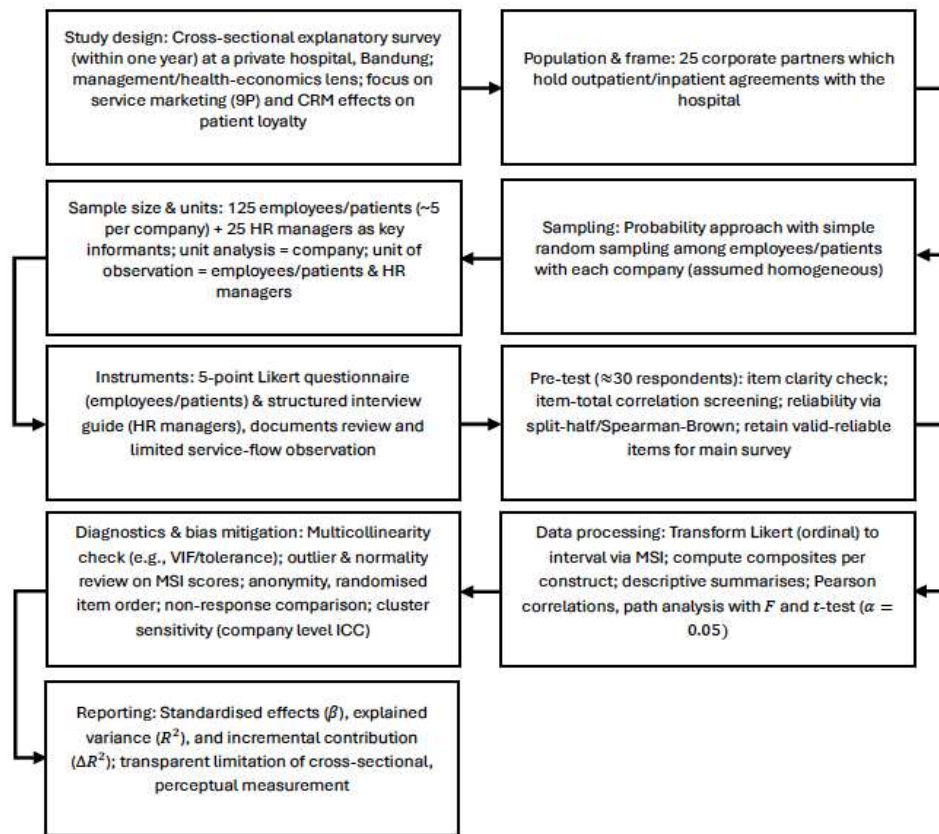 Study design: Cross-sectional explanatory survey
(within one year) at a private hospital, Bandung;
management/health-economics lens; focus on
service marketing (9P) and CRM effects on
patient loyalty
Population & frame: 25 corporate partners which
hold outpatient/inpatient agreements with the
hospital
Sampling: Probability approach with simple
random sampling among employees/patients
with each company (assumed homogeneous)
Sample size & units: 125 employees/patients (~5
per company) + 25 HR managers as key
informants; unit analysis = company; unit of
observation = employees/patients & HR
managers
Instruments: 5-point Likert questionnaire
(employees/patients) & structured interview
guide (HR managers), documents review and
limited service-flow observation
Pre-test (≈30 respondents): item clarity check;
item-total correlation screening; reliability via
split-half/Spearman-Brown; retain valid-reliable
items for main survey
Data processing: Transform Likert (ordinal) to
interval via MSI; compute composites per
construct; descriptive summarises; Pearson
correlations, path analysis with F and t-test (α =
0.05)
Diagnostics & bias mitigation: Multicollinearity
check (e.g., VIF/tolerance); outlier & normality
review on MSI scores; anonymity, randomised
item order; non-response comparison; cluster
sensitivity (company level ICC)
Reporting: Standardised effects (β), explained
variance (R²), and incremental contribution
(ΔR²); transparent limitation of cross-sectional,
perceptual measurement